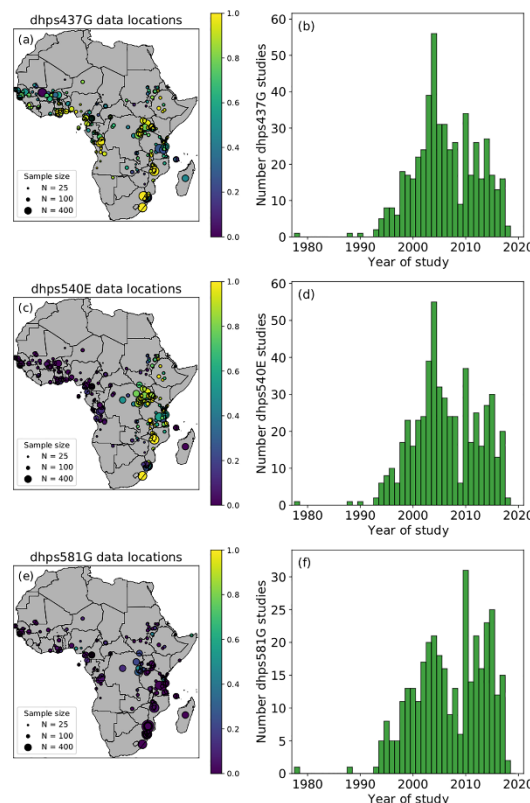 dhps437G data locations
(a)
Sample size
N = 25
N = 100
N = 400
1.0
0.8
0.6
0.4
0.2
0.0
(b)
Number dhps437G studies
60
50
40
30
20
10
0
1980 1990 2000 2010 2020
Year of study
dhps540E data locations
(c)
Sample size
N = 25
N = 100
N = 400
1.0
0.8
0.6
0.4
0.2
0.0
(d)
Number dhps540E studies
60
50
40
30
20
10
0
1980 1990 2000 2010 2020
Year of study
dhps581G data locations
(e)
Sample size
N = 25
N = 100
N = 400
1.0
0.8
0.6
0.4
0.2
0.0
(f)
Number dhps581G studies
30
25
20
15
10
5
0
1980 1990 2000 2010 2020
Year of study